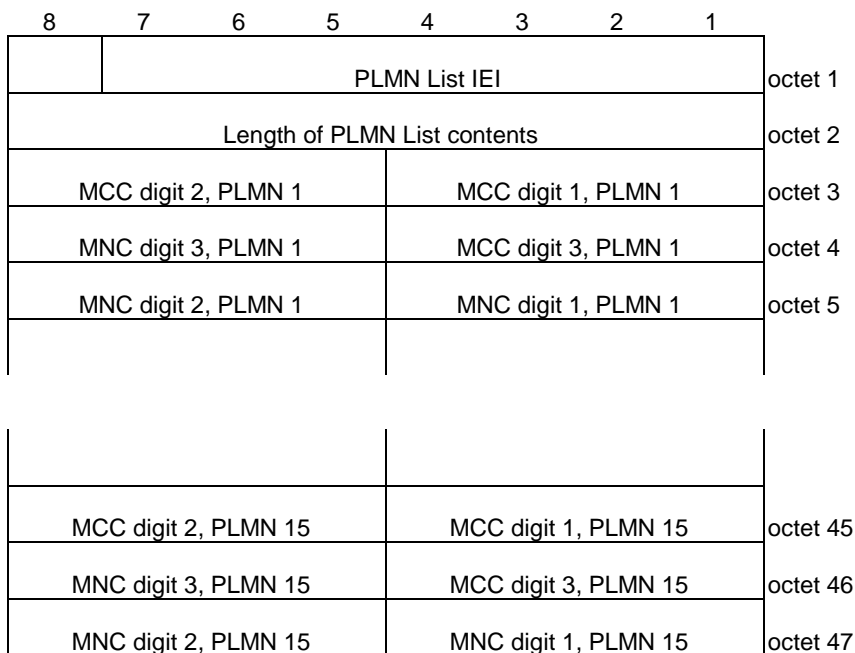 8 7 6 5 4 3 2 1
PLMN List IEI octet 1
Length of PLMN List contents octet 2
MCC digit 2, PLMN 1 MCC digit 1, PLMN 1 octet 3
MNC digit 3, PLMN 1 MCC digit 3, PLMN 1 octet 4
MNC digit 2, PLMN 1 MNC digit 1, PLMN 1 octet 5
MCC digit 2, PLMN 15 MCC digit 1, PLMN 15 octet 45
MNC digit 3, PLMN 15 MCC digit 3, PLMN 15 octet 46
MNC digit 2, PLMN 15 MNC digit 1, PLMN 15 octet 47